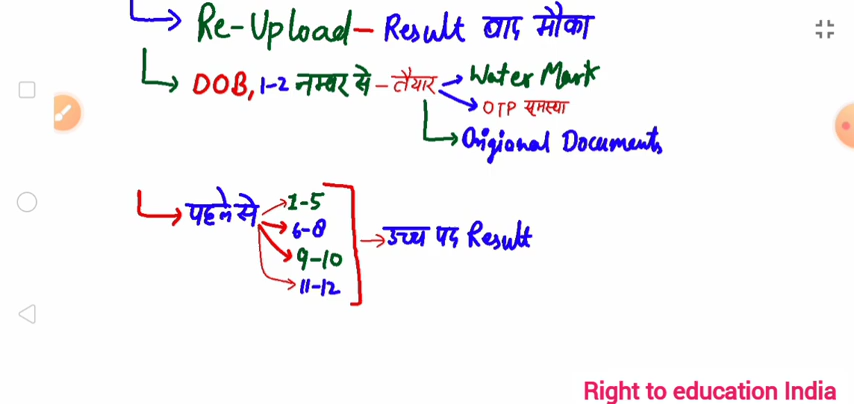 Re-Upload - Result बाद मौका
DOB, 1-2 नम्बर से - तैयार Water Mark
OTP समस्या
Origional Documents
पहले से 1-5
6-8
9-10
11-12
उच्च पद Result
Right to education India